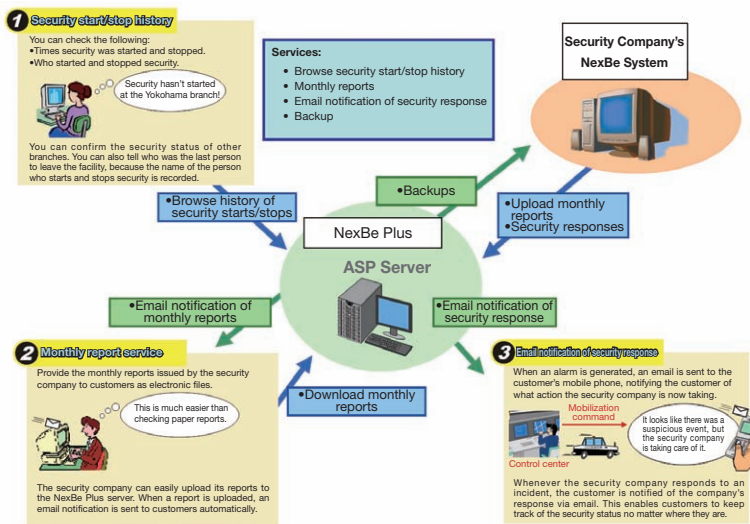 1 Security start/stop history
You can check the following:
•Times security was started and stopped.
•Who started and stopped security.
Security hasn't started
at the Yokohama branch!
You can confirm the security status of other
branches. You can also tell who was the last person
to leave the facility, because the name of the person
who starts and stops security is recorded.
Services:
• Browse security start/stop history
• Monthly reports
• Email notification of security response
• Backup
Security Company's
NexBe System
•Browse history of
security starts/stops
•Backups
•Upload monthly
reports
•Security responses
NexBe Plus
ASP Server
•Email notification of
monthly reports
•Email notification of
security response
2 Monthly report service
Provide the monthly reports issued by the security
company to customers as electronic files.
This is much easier than
checking paper reports.
The security company can easily upload its reports to
the NexBe Plus server. When a report is uploaded, an
email notification is sent to customers automatically.
•Download monthly
reports
3 Email notification of security response
When an alarm is generated, an email is sent to the
customer's mobile phone, notifying the customer of
what action the security company is now taking.
Mobilization
command
Control center
It looks like there was a
suspicious event, but
the security company
is taking care of it.
Whenever the security company responds to an
incident, the customer is notified of the company's
response via email. This enables customers to keep
track of the security status no matter where they are.